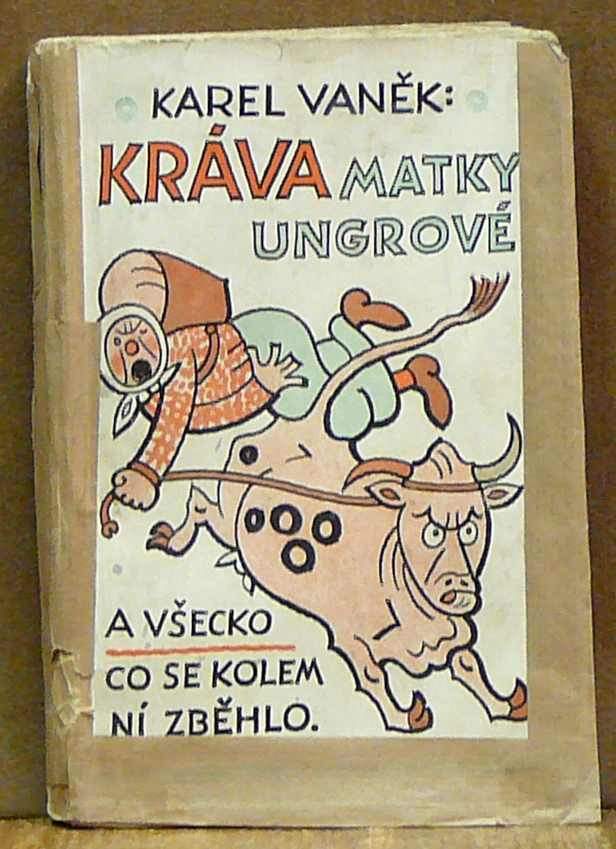 KAREL VANĚK:
KRÁVA MATKY
UNGROVÉ
A VŠECKO
CO SE KOLEM
NÍ ZBĚHLO.